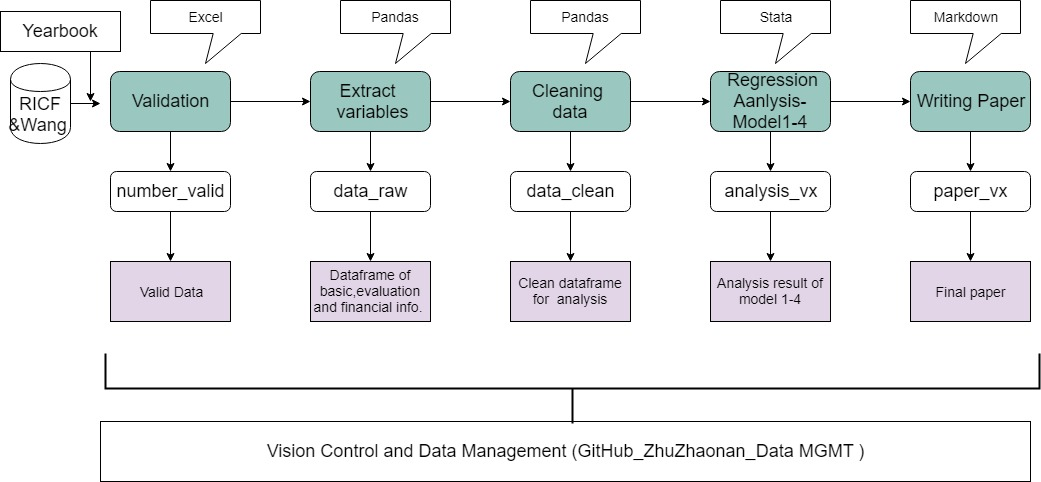 Yearbook
Excel
Pandas
Pandas
Stata
Markdown
RICF
&Wang
Validation
Extract
variables
Cleaning
data
Regression
Aanlysis-
Model1-4
Writing Paper
number_valid
data_raw
data_clean
analysis_vx
paper_vx
Valid Data
Dataframe of
basic,evaluation
and financial info.
Clean dataframe
for analysis
Analysis result of
model 1-4
Final paper
Vision Control and Data Management (GitHub_ZhuZhaonan_Data MGMT )